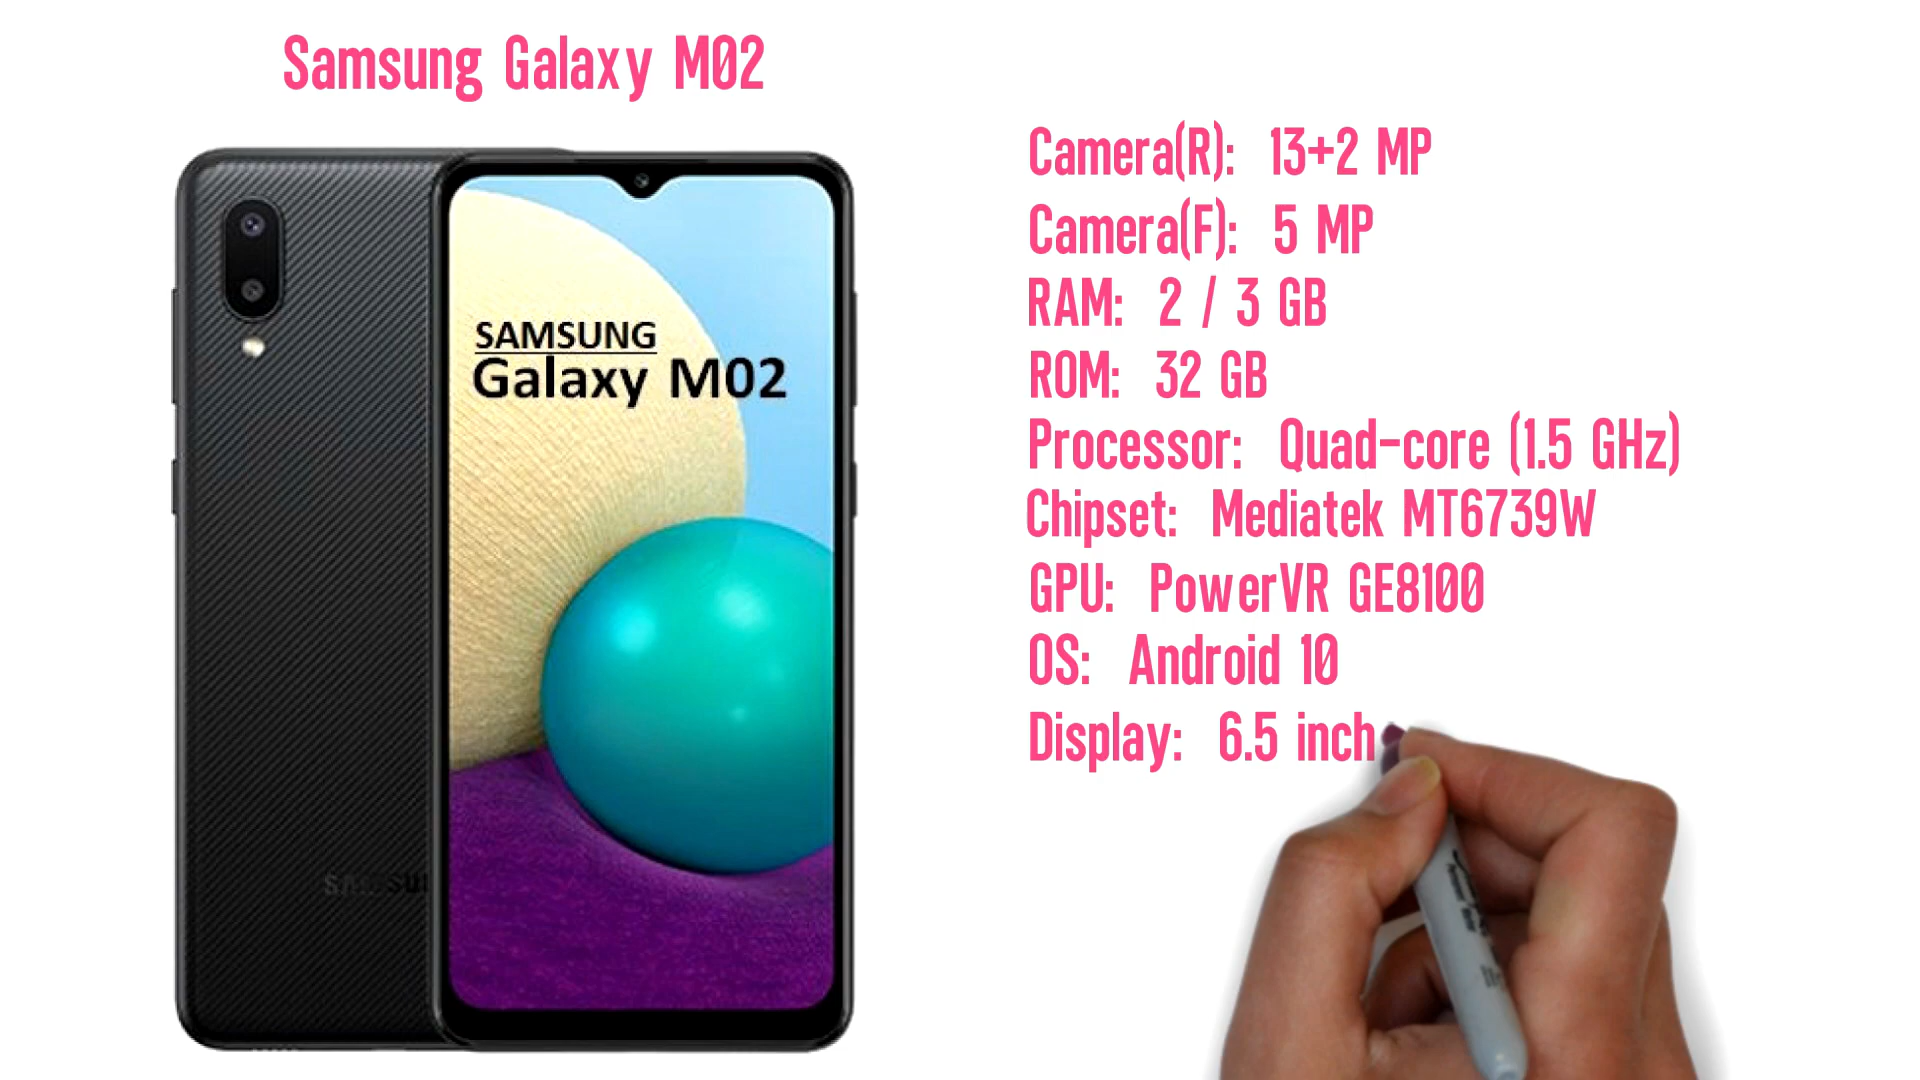 Samsung Galaxy M02
SAMSUNG
Galaxy M02
Camera(R): 13+2 MP
Camera(F): 5 MP
RAM: 2 / 3 GB
ROM: 32 GB
Processor: Quad-core (1.5 GHz)
Chipset: Mediatek MT6739W
GPU: PowerVR GE8100
OS: Android 10
Display: 6.5 inch